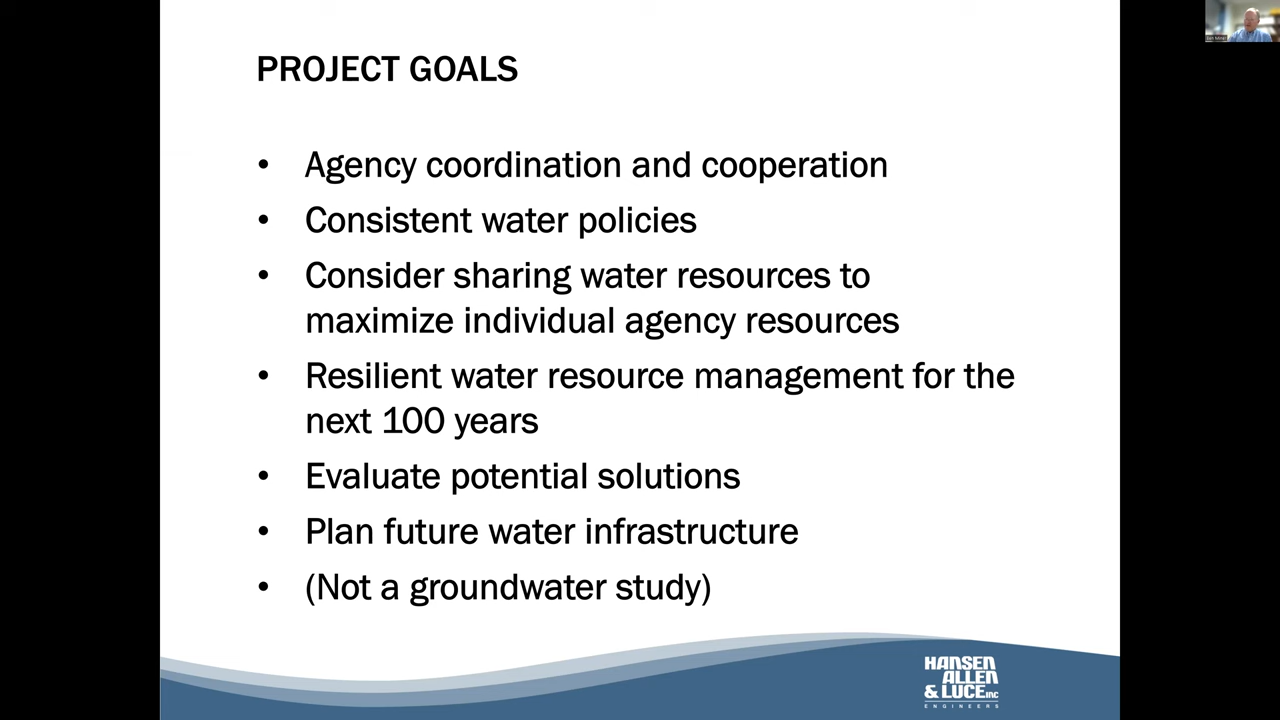 PROJECT GOALS
• Agency coordination and cooperation
• Consistent water policies
• Consider sharing water resources to
maximize individual agency resources
• Resilient water resource management for the
next 100 years
• Evaluate potential solutions
• Plan future water infrastructure
• (Not a groundwater study)
HANSEN
ALLEN
& LUCE INC
ENGINEERS